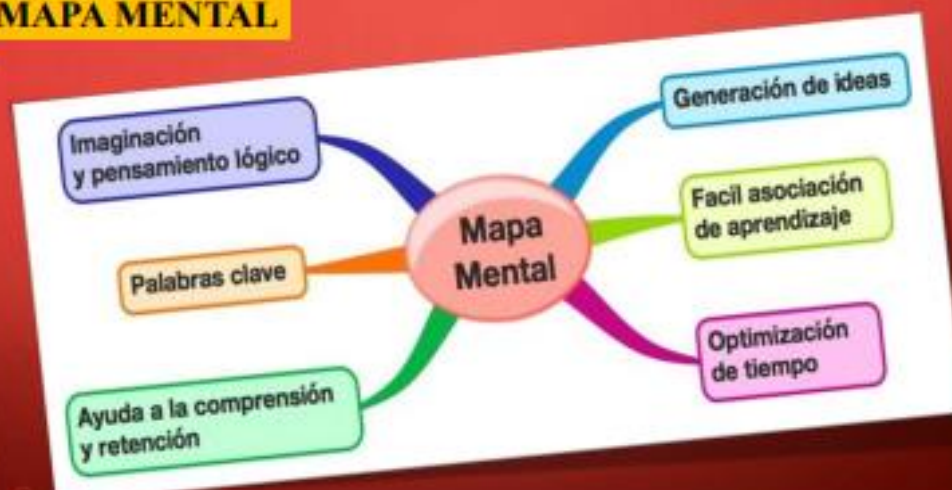 MAPA MENTAL
Imaginación
y pensamiento lógico
Palabras clave
Ayuda a la comprensión
y retención
Mapa
Mental
Generación de ideas
Facil asociación
de aprendizaje
Optimización
de tiempo